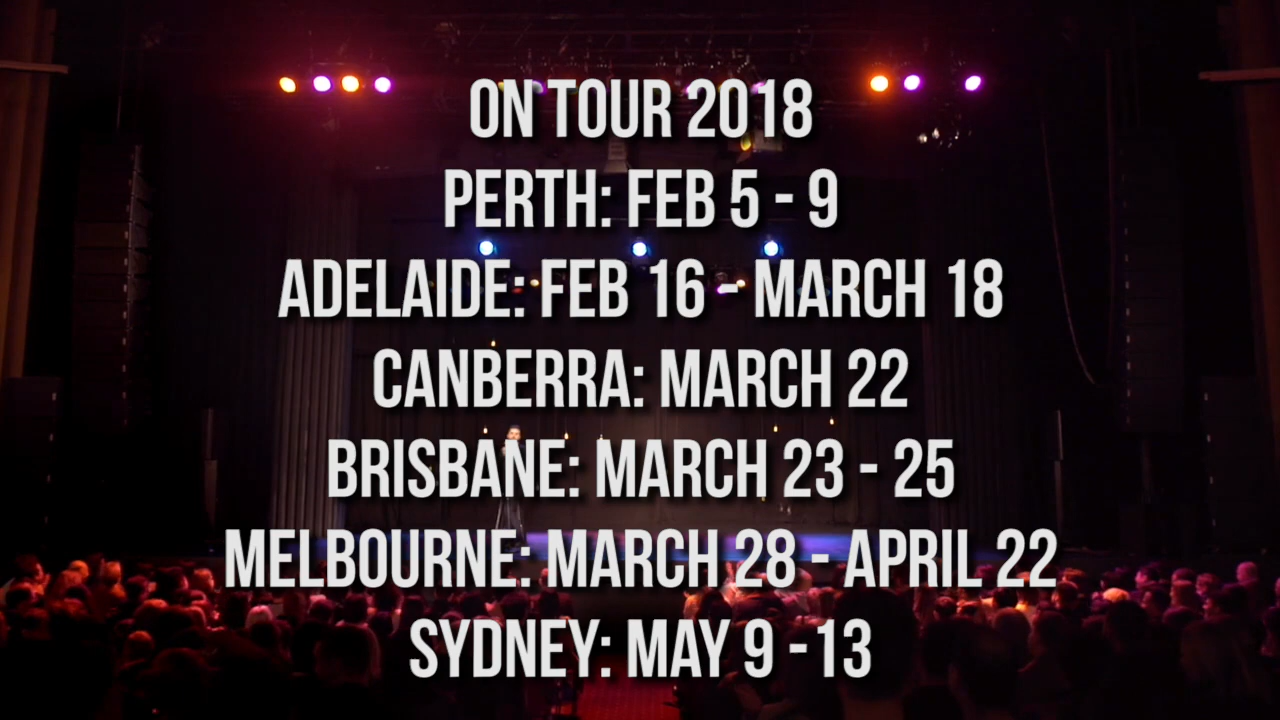 ON TOUR 2018
PERTH: FEB 5 - 9
ADELAIDE: FEB 16 - MARCH 18
CANBERRA: MARCH 22
BRISBANE: MARCH 23 - 25
MELBOURNE: MARCH 28 - APRIL 22
SYDNEY: MAY 9 -13